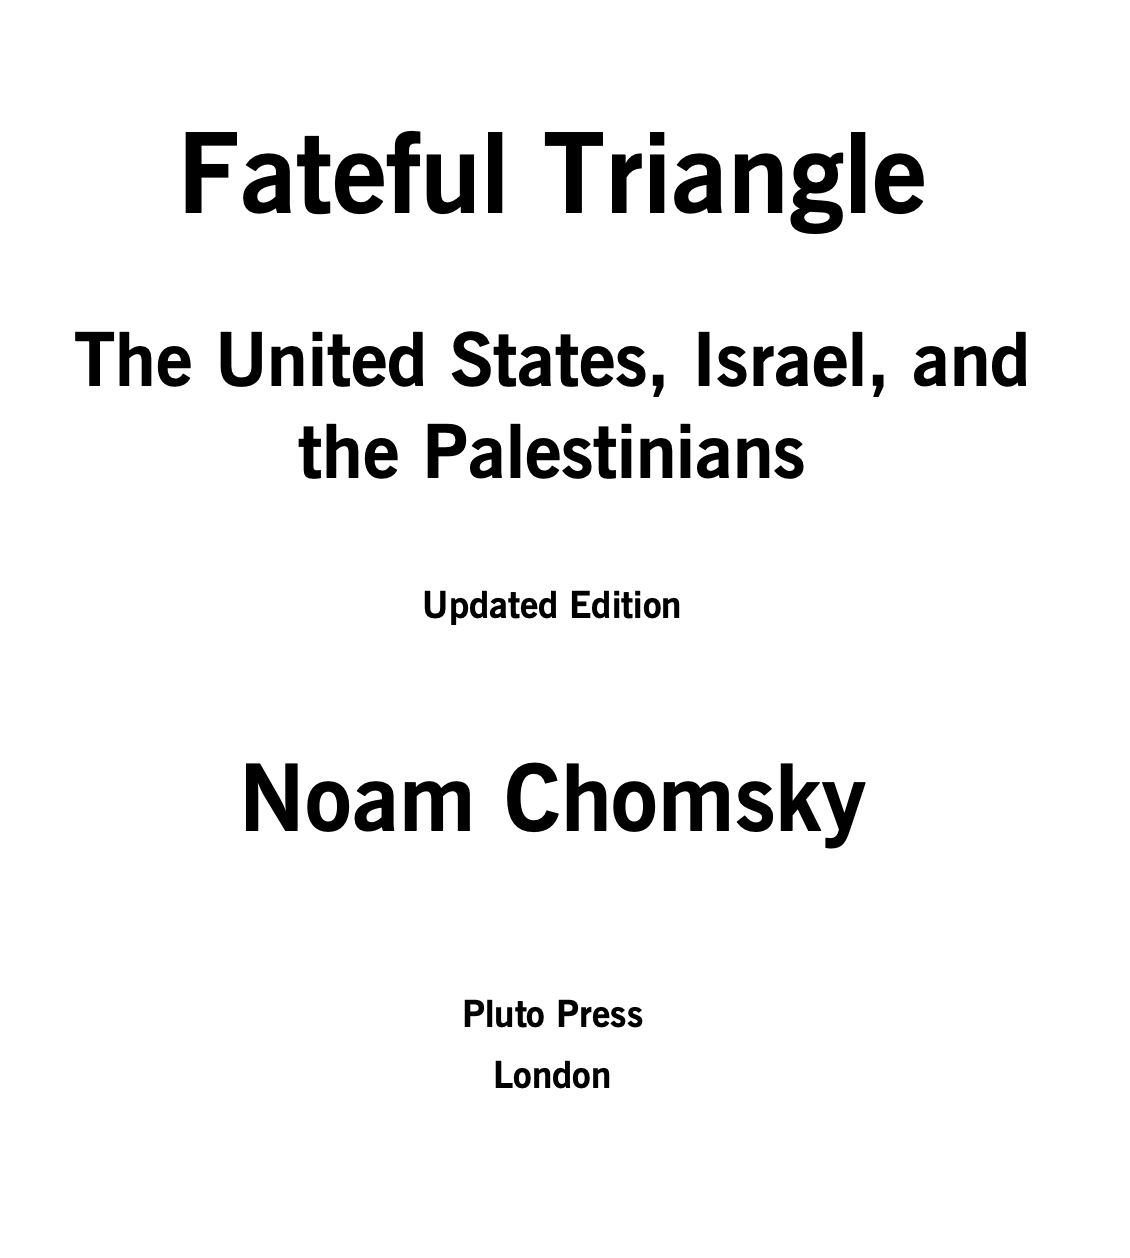 Fateful Triangle
The United States, Israel, and
the Palestinians
Updated Edition
Noam Chomsky
Pluto Press
London